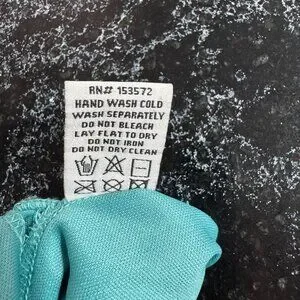 RN# 153572
HAND WASH COLD
WASH SEPARATELY
DO NOT BLEACH
LAY FLAT TO DRY
DO NOT IRON
DO NOT DRY CLEAN